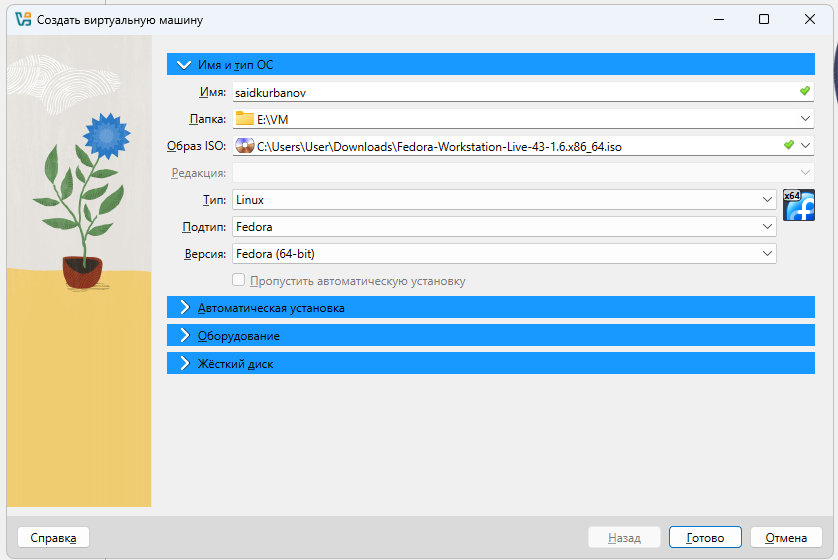 Создать виртуальную машину
Имя и тип ОС
Имя: saidkurbanov
Папка: E:\VM
Образ ISO: C:\Users\User\Downloads\Fedora-Workstation-Live-43-1.6.x86_64.iso
Редакция:
Тип: Linux
x64
Подтип: Fedora
Версия: Fedora (64-bit)
Пропустить автоматическую установку
Автоматическая установка
Оборудование
Жёсткий диск
Справка Назад Готово Отмена